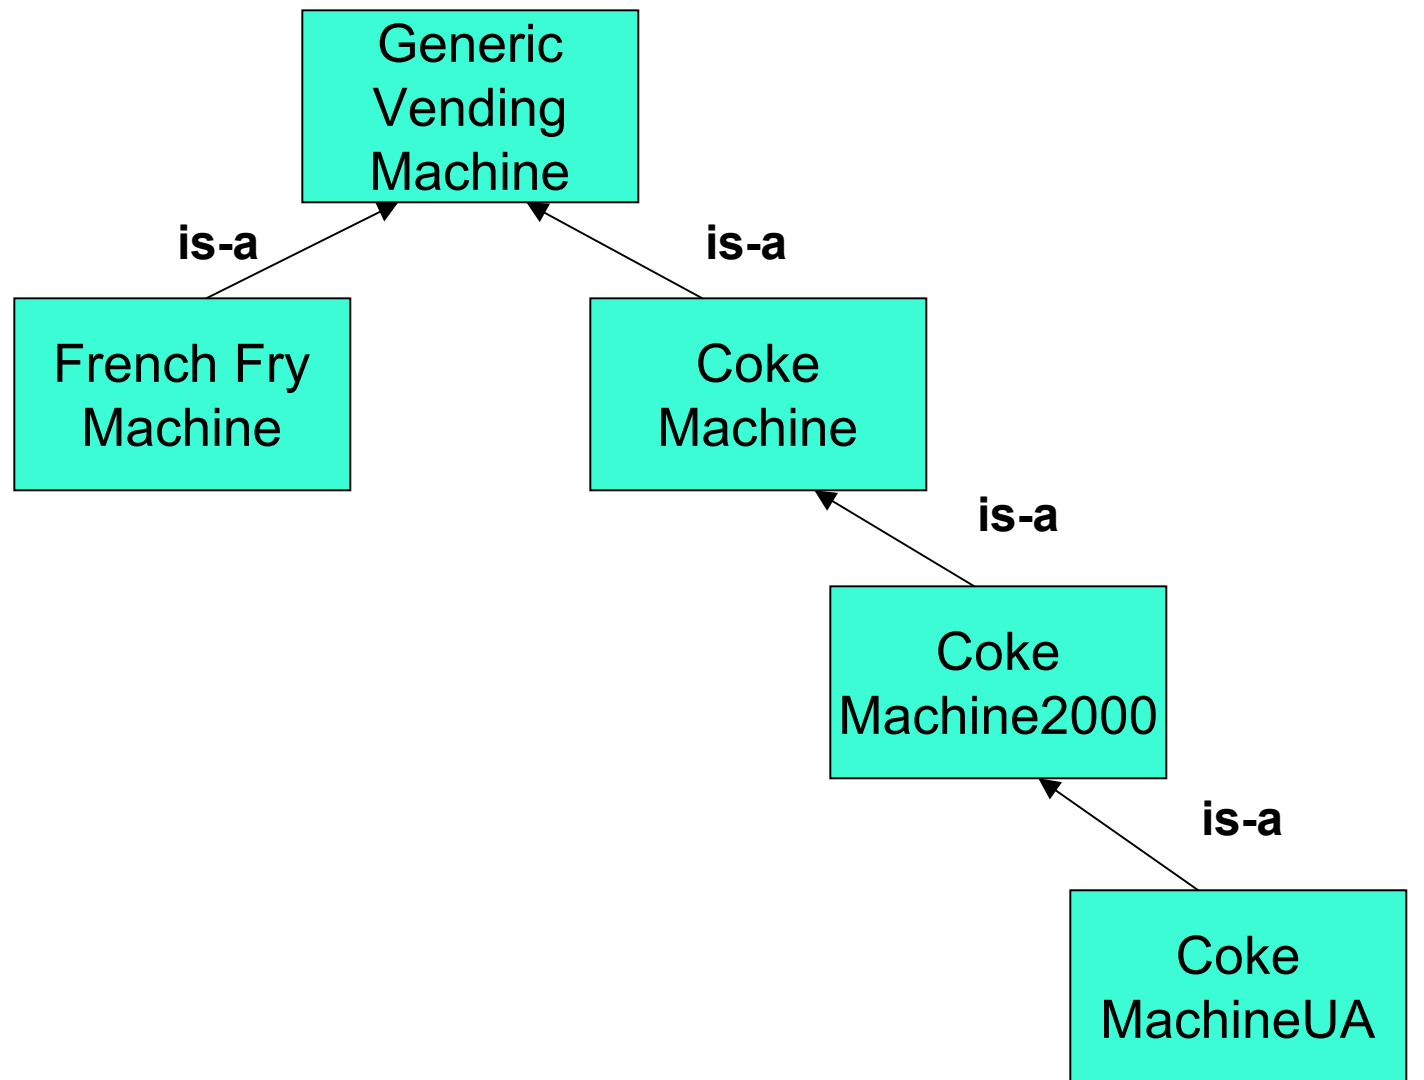 Generic
Vending
Machine
is-a
is-a
French Fry
Machine
Coke
Machine
is-a
Coke
Machine2000
is-a
Coke
MachineUA